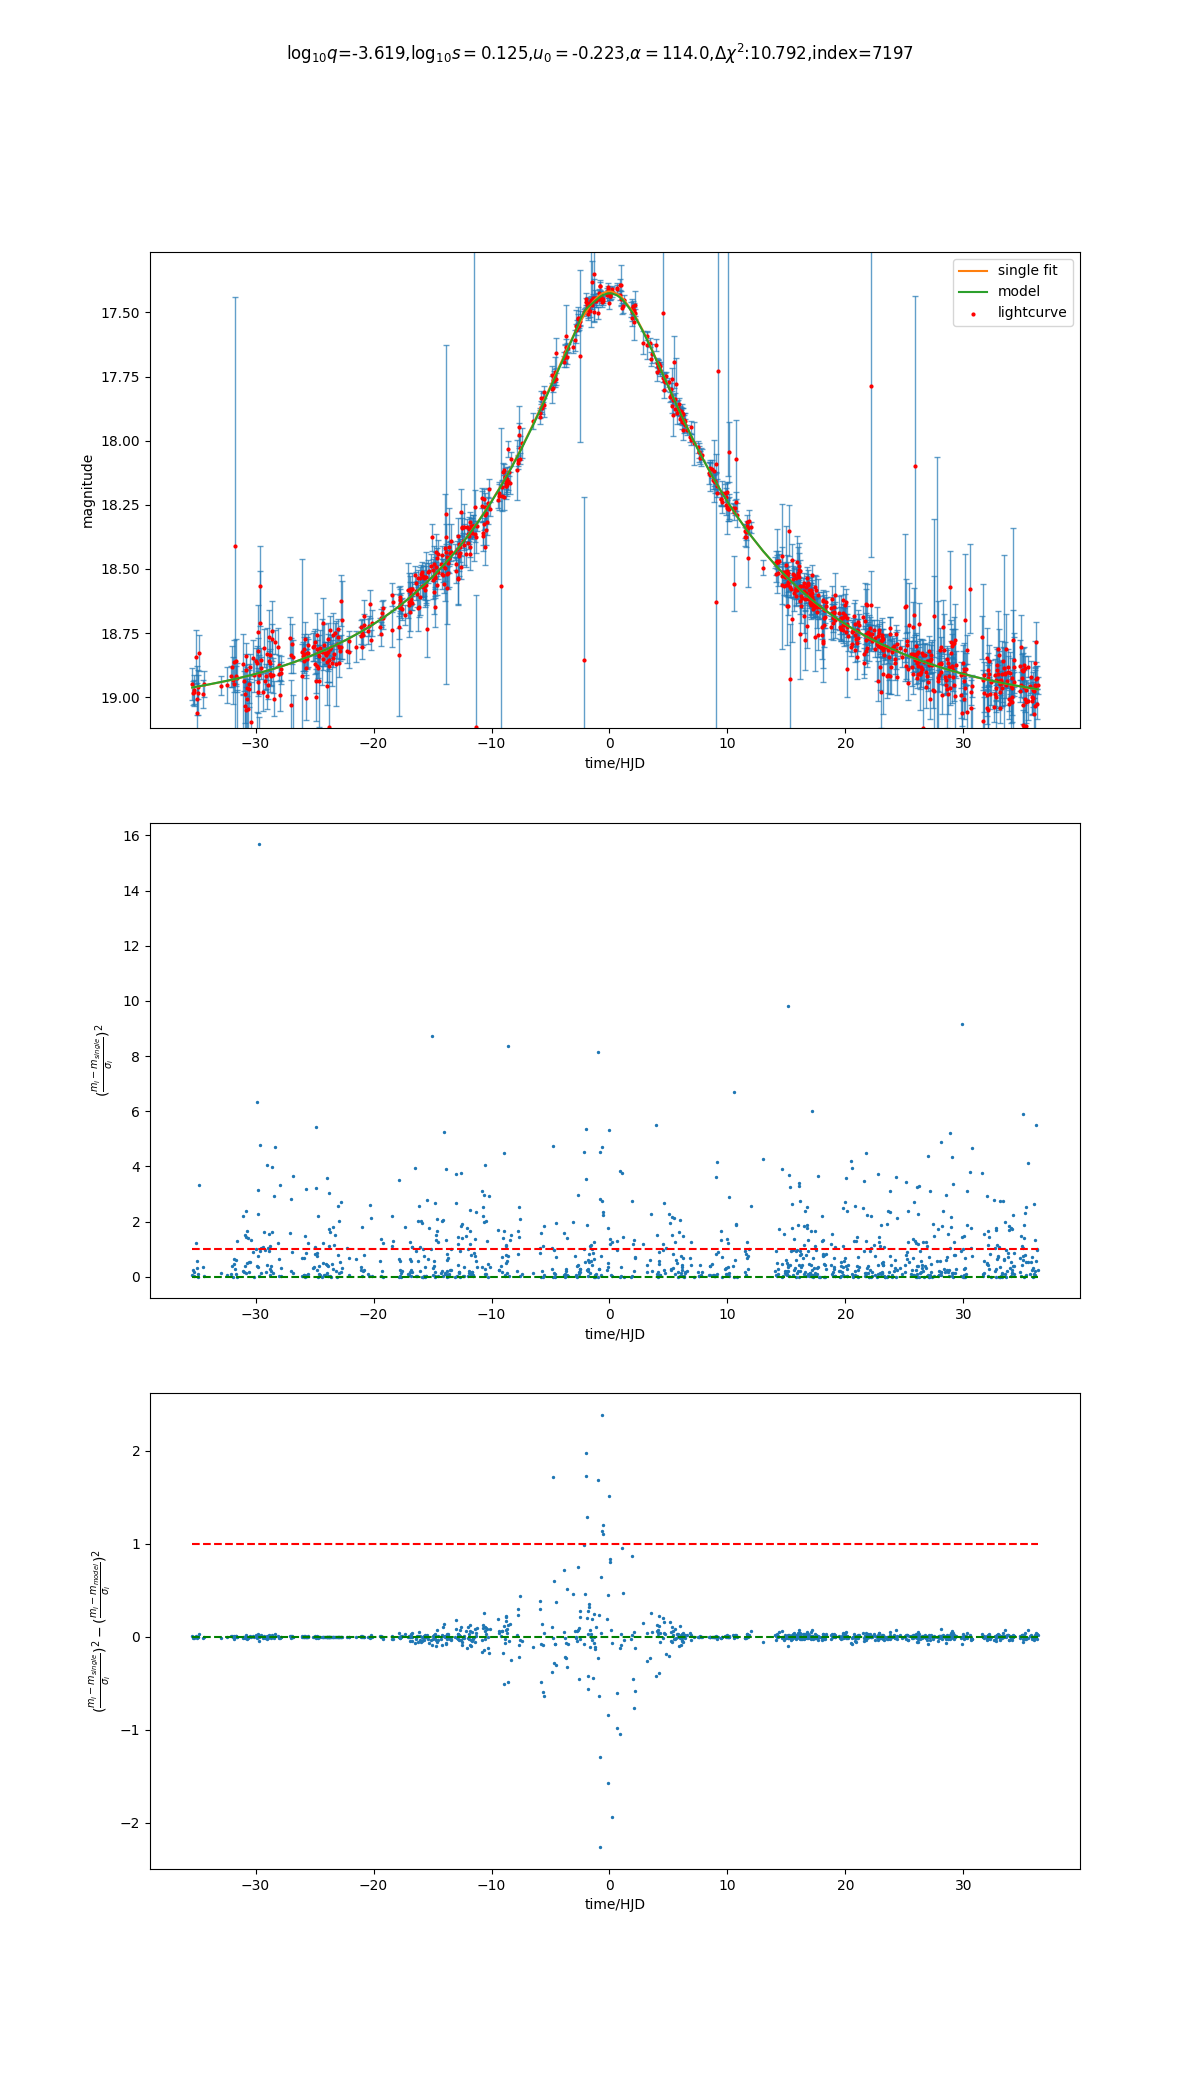 log₁₀q=-3.619,log₁₀s = 0.125,u₀ = -0.223,α = 114.0,Δχ²:10.792,index=7197
single fit
model
lightcurve
17.50
17.75
18.00
18.25
18.50
18.75
19.00
magnitude
−30 −20 −10 0 10 20 30
time/HJD
16
14
12
10
8
6
4
2
0
((mᵢ − m_single)/σᵢ)²
−30 −20 −10 0 10 20 30
time/HJD
2
1
0
−1
−2
((mᵢ − m_single)/σᵢ)² − ((mᵢ − m_model)/σᵢ)²
−30 −20 −10 0 10 20 30
time/HJD